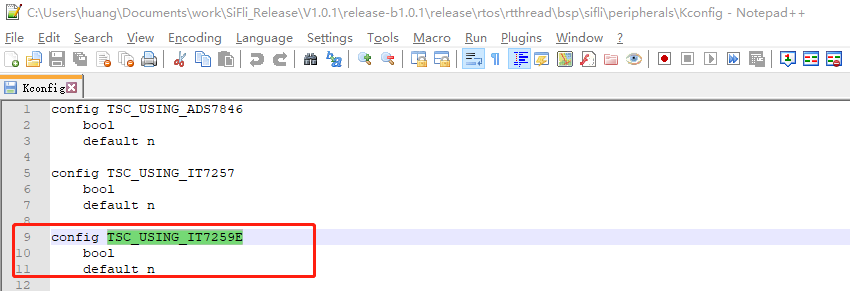 C:\Users\huang\Documents\work\SiFli_Release\V1.0.1\release-b1.0.1\release\rtos\rtthread\bsp\sifli\peripherals\Kconfig - Notepad++
File Edit Search View Encoding Language Settings Tools Macro Run Plugins Window ?
Kconfig
1 config TSC_USING_ADS7846
2 bool
3 default n
4
5 config TSC_USING_IT7257
6 bool
7 default n
8
9 config TSC_USING_IT7259E
10 bool
11 default n
12